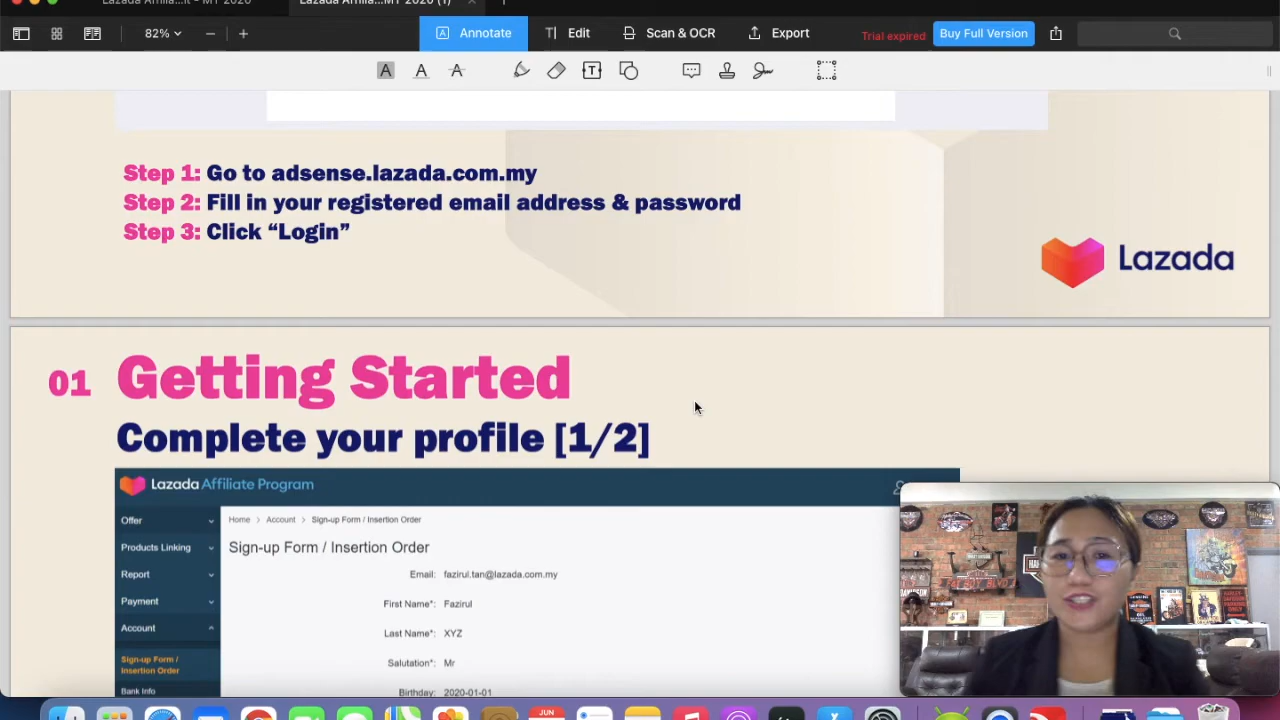 82%
Annotate
Edit
Scan & OCR
Export
Trial expired
Buy Full Version
A
A
A
T
Step 1: Go to adsense.lazada.com.my
Step 2: Fill in your registered email address & password
Step 3: Click “Login”
Lazada
01 Getting Started
Complete your profile [1/2]
Lazada Affiliate Program
Offer
Products Linking
Report
Payment
Account
Sign-up Form /
Insertion Order
Bank Info
Home > Account > Sign-up Form / Insertion Order
Sign-up Form / Insertion Order
Email: fazirul.tan@lazada.com.my
First Name*: Fazirul
Last Name*: XYZ
Salutation*: Mr
Birthday: 2020-01-01
JUN